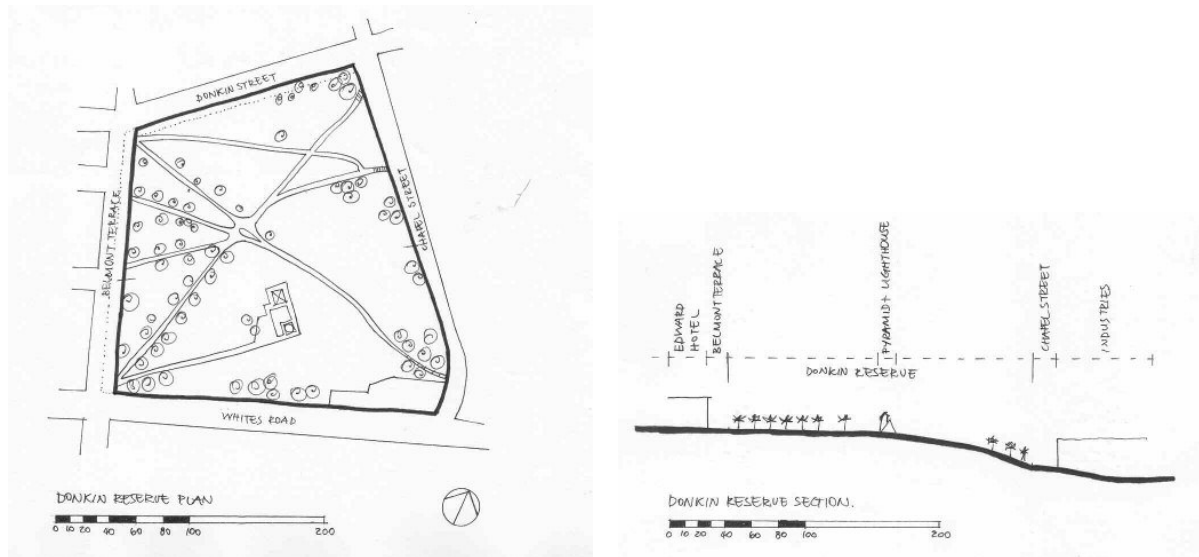 DONKIN STREET
BELMONT TERRACE
CHAPEL STREET
WHITES ROAD
DONKIN RESERVE PLAN
0 10 20 40 60 80 100 200
EDWARD
HOTEL
BELMONT TERRACE
PYRAMID + LIGHTHOUSE
CHAPEL STREET
INDUSTRIES
DONKIN RESERVE
DONKIN RESERVE SECTION.
0 10 20 40 60 80 100 200